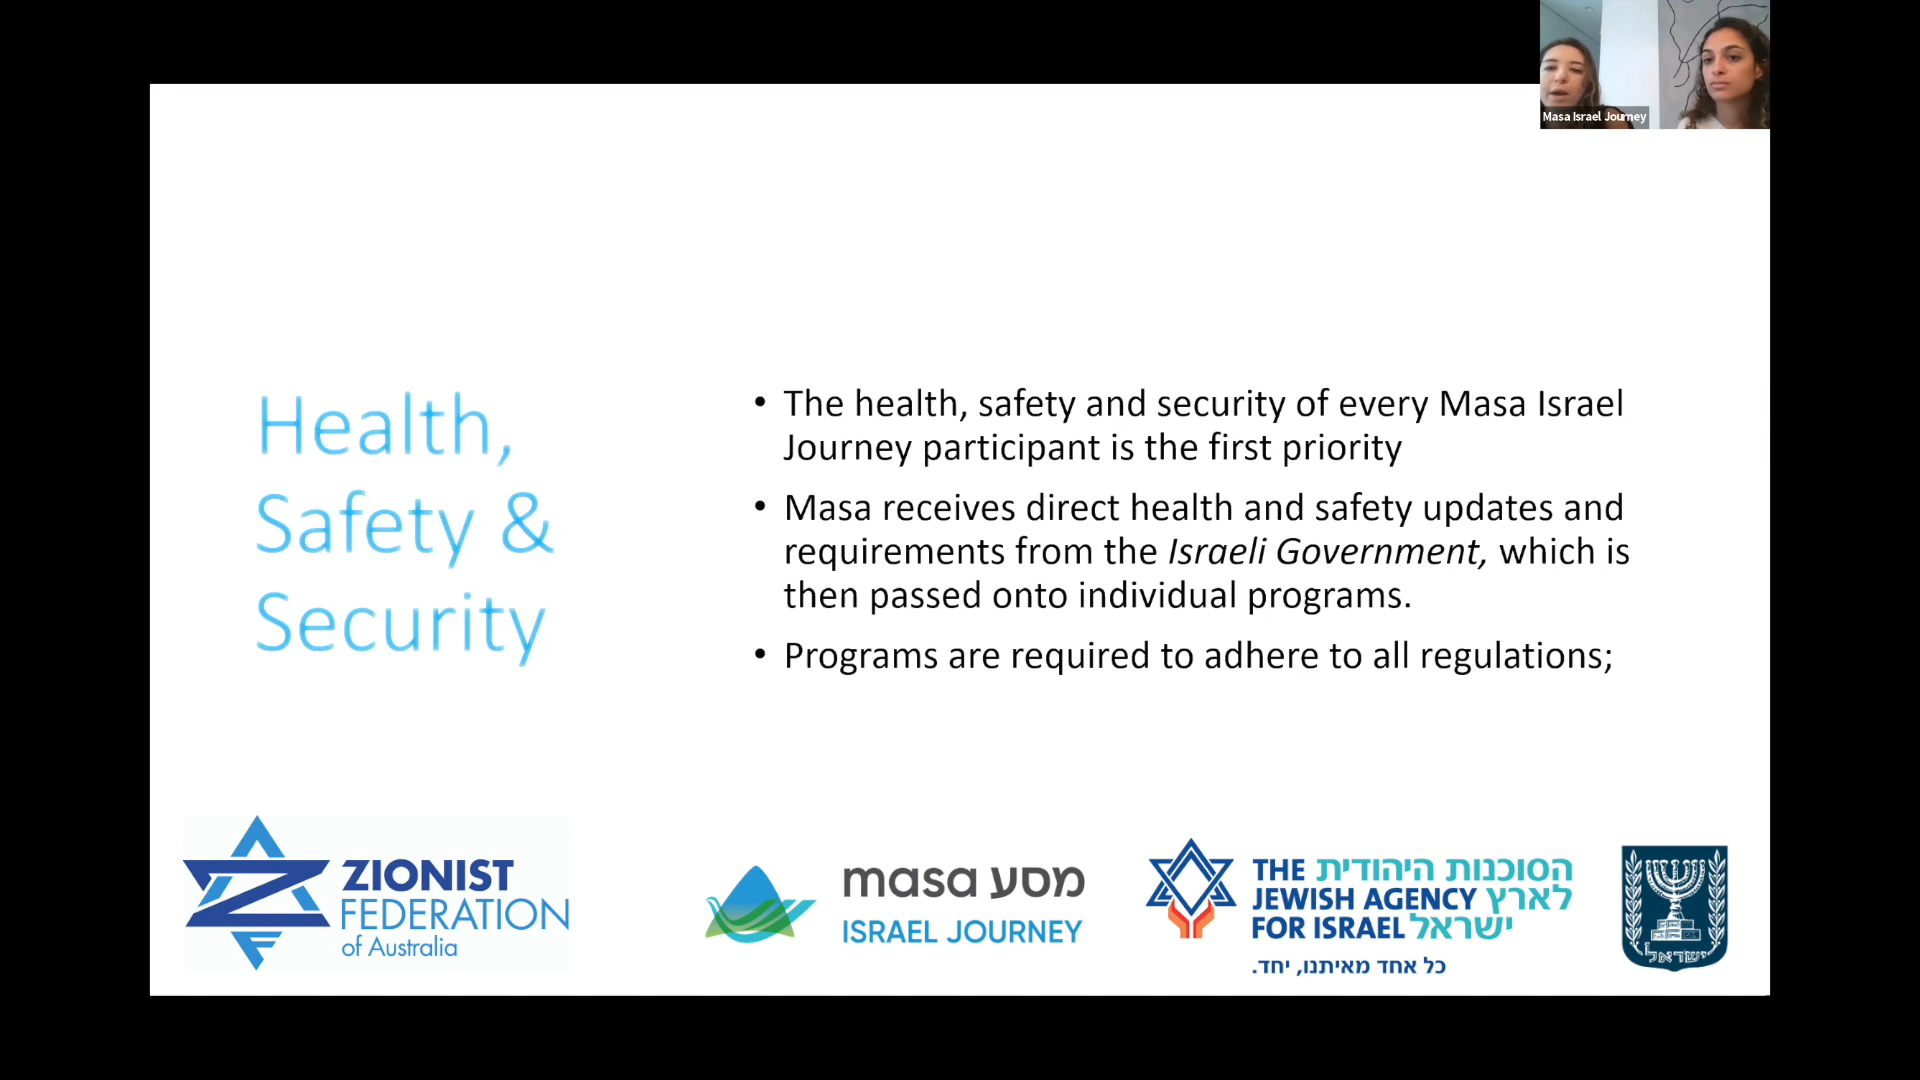 Masa Israel Journey
Health,
Safety &
Security
• The health, safety and security of every Masa Israel
Journey participant is the first priority
• Masa receives direct health and safety updates and
requirements from the Israeli Government, which is
then passed onto individual programs.
• Programs are required to adhere to all regulations;
ZIONIST
FEDERATION
of Australia
masa מסע
ISRAEL JOURNEY
THE הסוכנות היהודית
JEWISH AGENCY לארץ
FOR ISRAEL ישראל
כל אחד מאיתנו, יחד.
ישראל